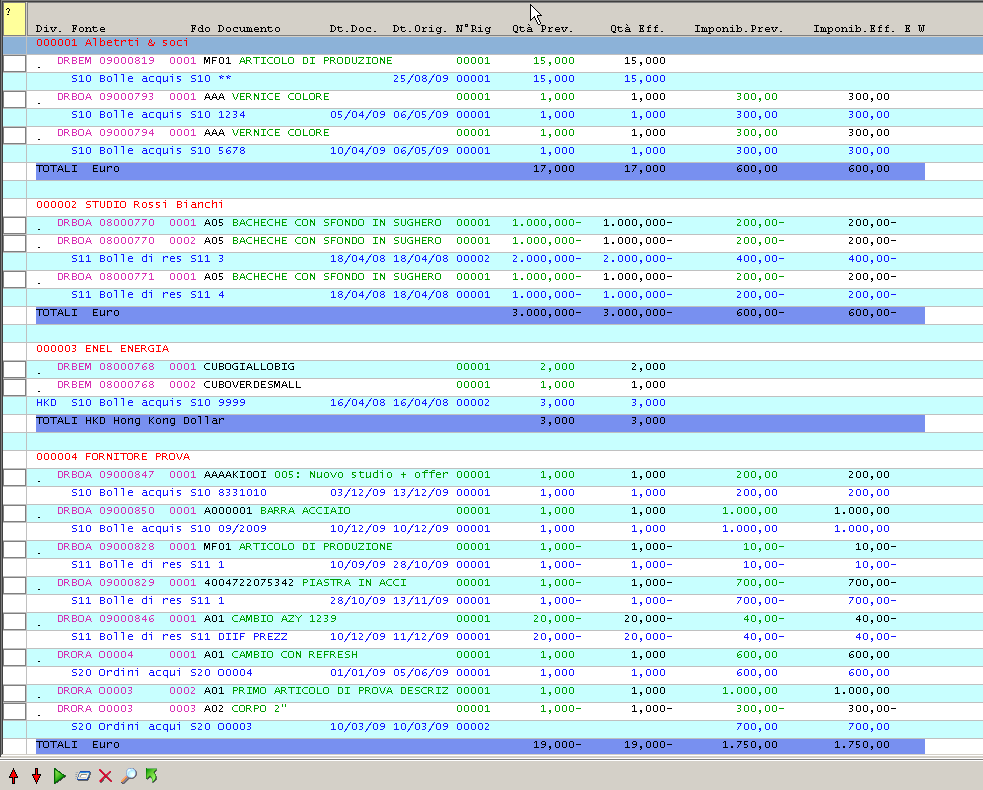 ?
Div. Fonte Fdo Documento Dt.Doc. Dt.Orig. N°Rig Qtà Prev. Qtà Eff. Imponib.Prev. Imponib.Eff. E W
000001 Albetrti & soci
. DRBEM 09000819 0001 MF01 ARTICOLO DI PRODUZIONE 00001 15,000 15,000
S10 Bolle acquis S10 ** 25/08/09 00001 15,000 15,000
. DRBOA 09000793 0001 AAA VERNICE COLORE 00001 1,000 1,000 300,00 300,00
S10 Bolle acquis S10 1234 05/04/09 06/05/09 00001 1,000 1,000 300,00 300,00
. DRBOA 09000794 0001 AAA VERNICE COLORE 00001 1,000 1,000 300,00 300,00
S10 Bolle acquis S10 5678 10/04/09 06/05/09 00001 1,000 1,000 300,00 300,00
TOTALI Euro 17,000 17,000 600,00 600,00
000002 STUDIO Rossi Bianchi
. DRBOA 08000770 0001 A05 BACHECHE CON SFONDO IN SUGHERO 00001 1.000,000- 1.000,000- 200,00- 200,00-
. DRBOA 08000770 0002 A05 BACHECHE CON SFONDO IN SUGHERO 00001 1.000,000- 1.000,000- 200,00- 200,00-
S11 Bolle di res S11 3 18/04/08 18/04/08 00002 2.000,000- 2.000,000- 400,00- 400,00-
. DRBOA 08000771 0001 A05 BACHECHE CON SFONDO IN SUGHERO 00001 1.000,000- 1.000,000- 200,00- 200,00-
S11 Bolle di res S11 4 18/04/08 18/04/08 00001 1.000,000- 1.000,000- 200,00- 200,00-
TOTALI Euro 3.000,000- 3.000,000- 600,00- 600,00-
000003 ENEL ENERGIA
. DRBEM 08000768 0001 CUBOGIALLOBIG 00001 2,000 2,000
. DRBEM 08000768 0002 CUBOVERDESMALL 00001 1,000 1,000
HKD S10 Bolle acquis S10 9999 16/04/08 16/04/08 00002 3,000 3,000
TOTALI HKD Hong Kong Dollar 3,000 3,000
000004 FORNITORE PROVA
. DRBOA 09000847 0001 AAAAKIOOI 005: Nuovo studio + offer 00001 1,000 1,000 200,00 200,00
S10 Bolle acquis S10 8331010 03/12/09 13/12/09 00001 1,000 1,000 200,00 200,00
. DRBOA 09000850 0001 A000001 BARRA ACCIAIO 00001 1,000 1,000 1.000,00 1.000,00
S10 Bolle acquis S10 09/2009 10/12/09 10/12/09 00001 1,000 1,000 1.000,00 1.000,00
. DRBOA 09000828 0001 MF01 ARTICOLO DI PRODUZIONE 00001 1,000- 1,000- 10,00- 10,00-
S11 Bolle di res S11 1 10/09/09 28/10/09 00001 1,000- 1,000- 10,00- 10,00-
. DRBOA 09000829 0001 4004722075342 PIASTRA IN ACCI 00001 1,000- 1,000- 700,00- 700,00-
S11 Bolle di res S11 1 28/10/09 13/11/09 00001 1,000- 1,000- 700,00- 700,00-
. DRBOA 09000846 0001 A01 CAMBIO AZY 1239 00001 20,000- 20,000- 40,00- 40,00-
S11 Bolle di res S11 DIIF PREZZ 10/12/09 11/12/09 00001 20,000- 20,000- 40,00- 40,00-
. DRORA O0004 0001 A01 CAMBIO CON REFRESH 00001 1,000 1,000 600,00 600,00
S20 Ordini acqui S20 O0004 01/01/09 05/06/09 00001 1,000 1,000 600,00 600,00
. DRORA O0003 0002 A01 PRIMO ARTICOLO DI PROVA DESCRIZ 00001 1,000 1,000 1.000,00 1.000,00
. DRORA O0003 0003 A02 CORPO 2" 00001 1,000- 1,000- 300,00- 300,00-
S20 Ordini acqui S20 O0003 10/03/09 10/03/09 00002 700,00 700,00
TOTALI Euro 19,000- 19,000- 1.750,00 1.750,00